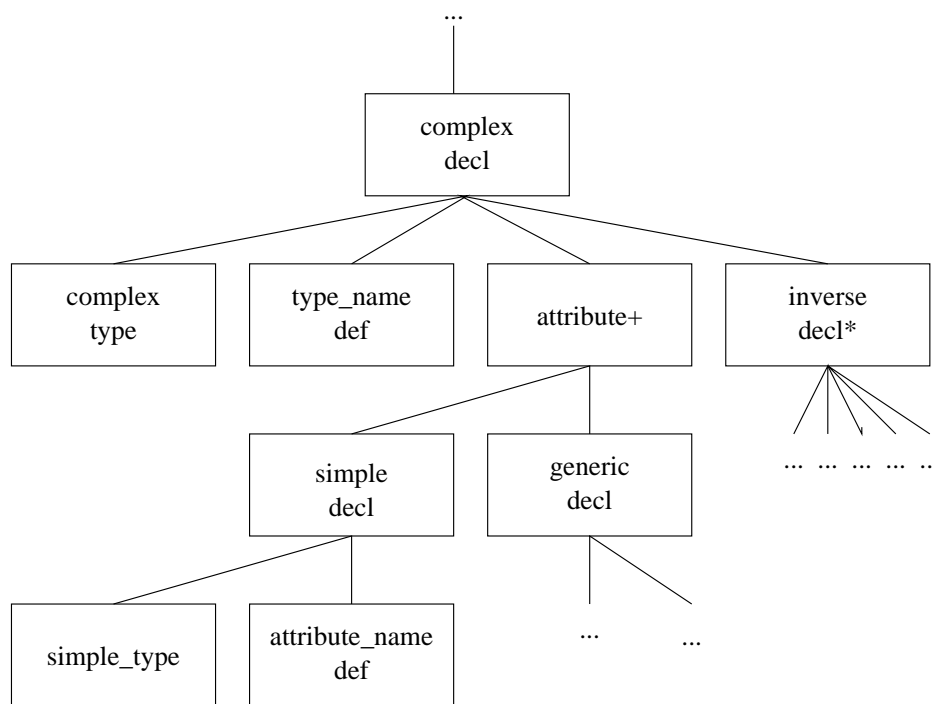 ...
complex
decl
complex
type
type_name
def
attribute+
inverse
decl*
simple
decl
generic
decl
... ... ... ... ..
simple_type
attribute_name
def
...
...